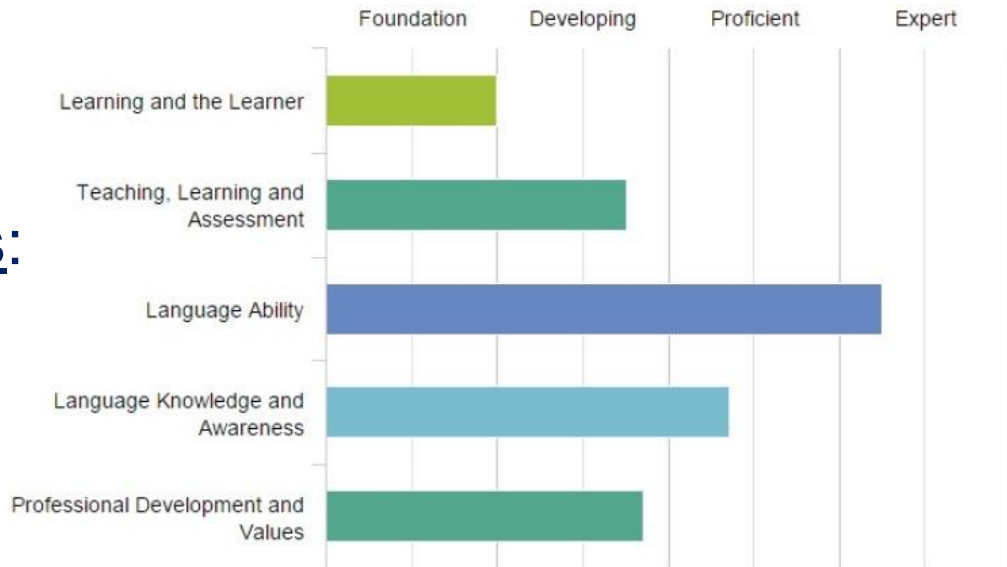 Foundation Developing Proficient Expert
Learning and the Learner
Teaching, Learning and
Assessment
s:
Language Ability
Language Knowledge and
Awareness
Professional Development and
Values